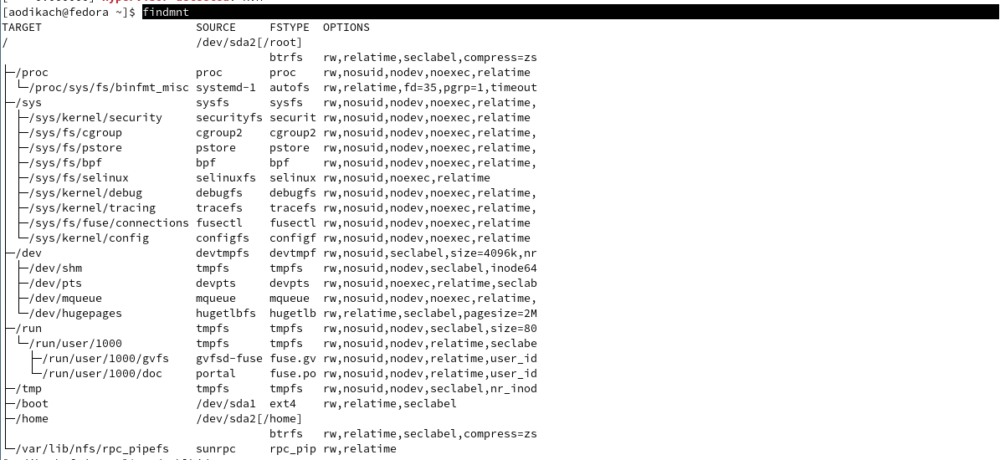 [aodikach@fedora ~]$ findmnt
TARGET                       SOURCE     FSTYPE  OPTIONS
/                            /dev/sda2[/root]
                                        btrfs   rw,relatime,seclabel,compress=zs
├─/proc                      proc       proc    rw,nosuid,nodev,noexec,relatime
│ └─/proc/sys/fs/binfmt_misc systemd-1  autofs  rw,relatime,fd=35,pgrp=1,timeout
├─/sys                       sysfs      sysfs   rw,nosuid,nodev,noexec,relatime,
│ ├─/sys/kernel/security     securityfs securit rw,nosuid,nodev,noexec,relatime
│ ├─/sys/fs/cgroup           cgroup2    cgroup2 rw,nosuid,nodev,noexec,relatime,
│ ├─/sys/fs/pstore           pstore     pstore  rw,nosuid,nodev,noexec,relatime,
│ ├─/sys/fs/bpf              bpf        bpf     rw,nosuid,nodev,noexec,relatime,
│ ├─/sys/fs/selinux          selinuxfs  selinux rw,nosuid,noexec,relatime
│ ├─/sys/kernel/debug        debugfs    debugfs rw,nosuid,nodev,noexec,relatime,
│ ├─/sys/kernel/tracing      tracefs    tracefs rw,nosuid,nodev,noexec,relatime,
│ ├─/sys/fs/fuse/connections fusectl    fusectl rw,nosuid,nodev,noexec,relatime
│ └─/sys/kernel/config       configfs   configf rw,nosuid,nodev,noexec,relatime
├─/dev                       devtmpfs   devtmpf rw,nosuid,seclabel,size=4096k,nr
│ ├─/dev/shm                 tmpfs      tmpfs   rw,nosuid,nodev,seclabel,inode64
│ ├─/dev/pts                 devpts     devpts  rw,nosuid,noexec,relatime,seclab
│ ├─/dev/mqueue              mqueue     mqueue  rw,nosuid,nodev,noexec,relatime,
│ └─/dev/hugepages           hugetlbfs  hugetlb rw,relatime,seclabel,pagesize=2M
├─/run                       tmpfs      tmpfs   rw,nosuid,nodev,seclabel,size=80
│ └─/run/user/1000           tmpfs      tmpfs   rw,nosuid,nodev,relatime,seclabe
│   ├─/run/user/1000/gvfs    gvfsd-fuse fuse.gv rw,nosuid,nodev,relatime,user_id
│   └─/run/user/1000/doc     portal     fuse.po rw,nosuid,nodev,relatime,user_id
├─/tmp                       tmpfs      tmpfs   rw,nosuid,nodev,seclabel,nr_inod
├─/boot                      /dev/sda1  ext4    rw,relatime,seclabel
├─/home                      /dev/sda2[/home]
│                                       btrfs   rw,relatime,seclabel,compress=zs
└─/var/lib/nfs/rpc_pipefs    sunrpc     rpc_pip rw,relatime